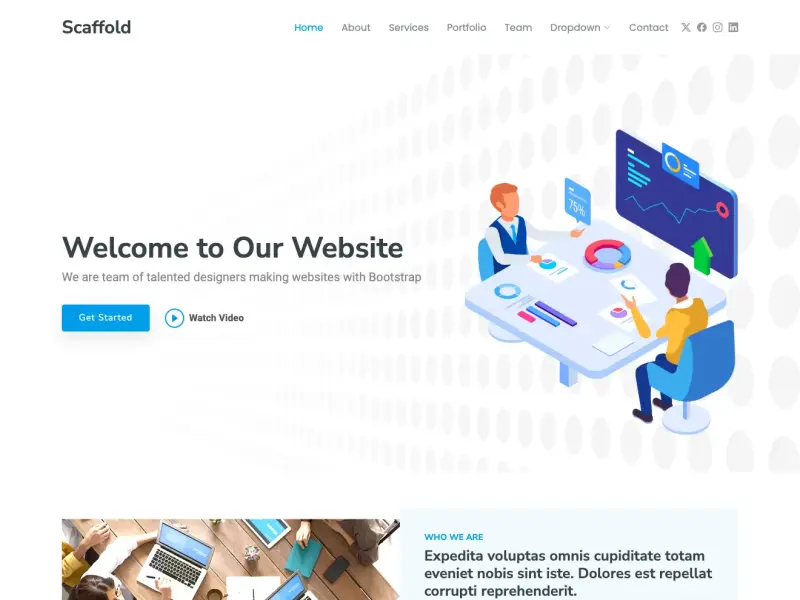 Scaffold
Home About Services Portfolio Team Dropdown Contact
75%
Welcome to Our Website
We are team of talented designers making websites with Bootstrap
Get Started Watch Video
WHO WE ARE
Expedita voluptas omnis cupiditate totam
eveniet nobis sint iste. Dolores est repellat
corrupti reprehenderit.